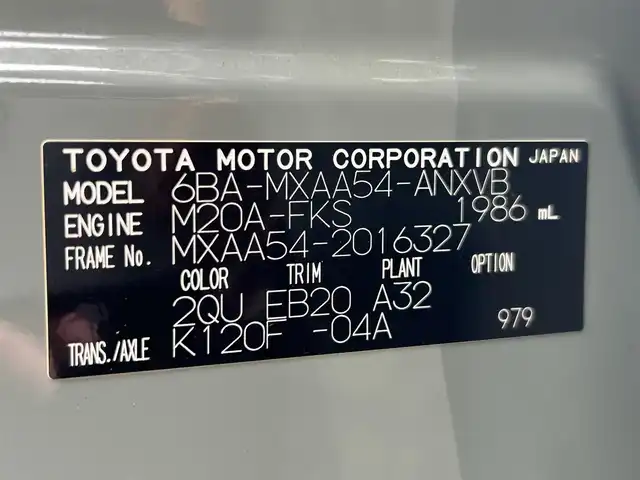 TOYOTA MOTOR CORPORATION JAPAN
MODEL 6BA-MXAA54-ANXVB
ENGINE M20A-FKS 1986 mL
FRAME No. MXAA54-2016327
COLOR TRIM PLANT OPTION
2QU EB20 A32
TRANS./AXLE K120F -04A 979